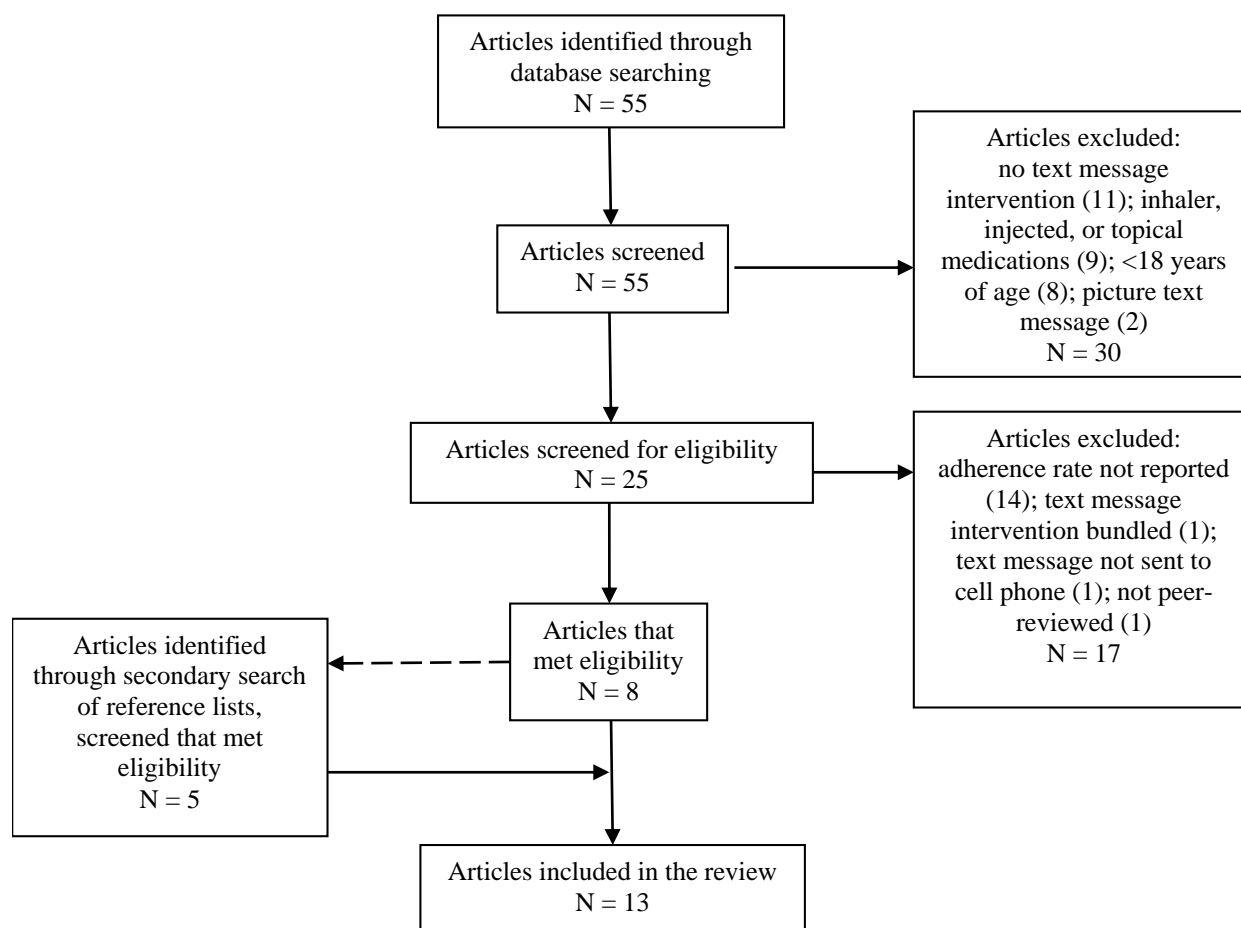 Articles identified through
database searching
N = 55
Articles excluded:
no text message
intervention (11); inhaler,
injected, or topical
medications (9); <18 years
of age (8); picture text
message (2)
N = 30
Articles screened
N = 55
Articles screened for eligibility
N = 25
Articles excluded:
adherence rate not reported
(14); text message
intervention bundled (1);
text message not sent to
cell phone (1); not peer-
reviewed (1)
N = 17
Articles that
met eligibility
N = 8
Articles identified
through secondary search
of reference lists,
screened that met
eligibility
N = 5
Articles included in the review
N = 13